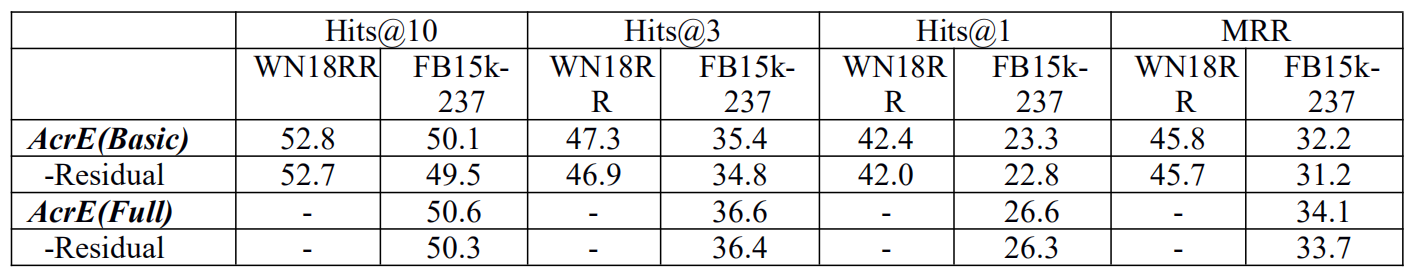 Hits@10 Hits@3 Hits@1 MRR
WN18RR FB15k- WN18R FB15k- WN18R FB15k- WN18R FB15k-
237 R 237 R 237 R 237
AcrE(Basic) 52.8 50.1 47.3 35.4 42.4 23.3 45.8 32.2
-Residual 52.7 49.5 46.9 34.8 42.0 22.8 45.7 31.2
AcrE(Full) - 50.6 - 36.6 - 26.6 - 34.1
-Residual - 50.3 - 36.4 - 26.3 - 33.7